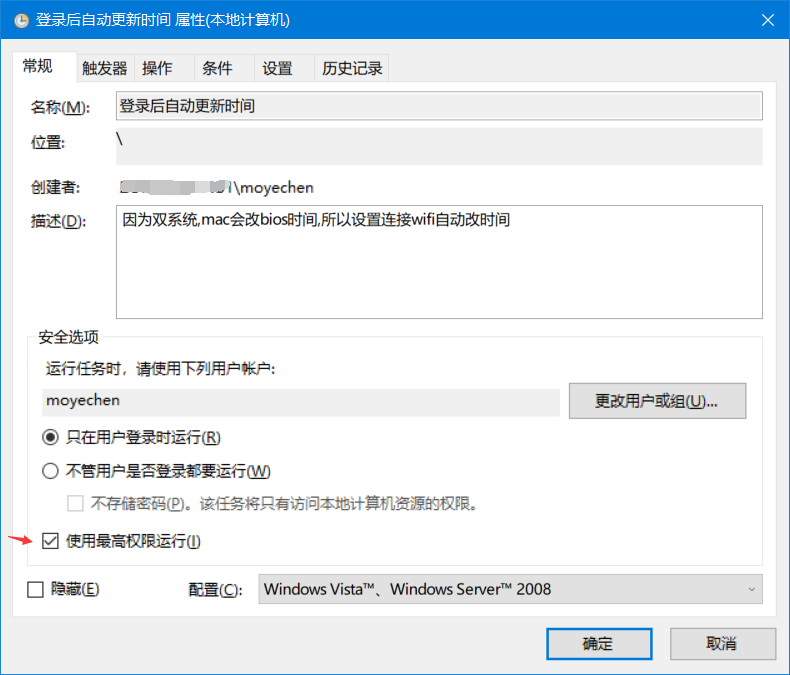 登录后自动更新时间 属性(本地计算机)
常规 触发器 操作 条件 设置 历史记录
名称(M): 登录后自动更新时间
位置: \
创建者: \moyechen
描述(D): 因为双系统,mac会改bios时间,所以设置连接wifi自动改时间
安全选项
运行任务时，请使用下列用户帐户:
moyechen 更改用户或组(U)...
只在用户登录时运行(R)
不管用户是否登录都要运行(W)
不存储密码(P)。该任务将只有访问本地计算机资源的权限。
使用最高权限运行(I)
隐藏(E) 配置(C): Windows Vista™、Windows Server™ 2008
确定 取消